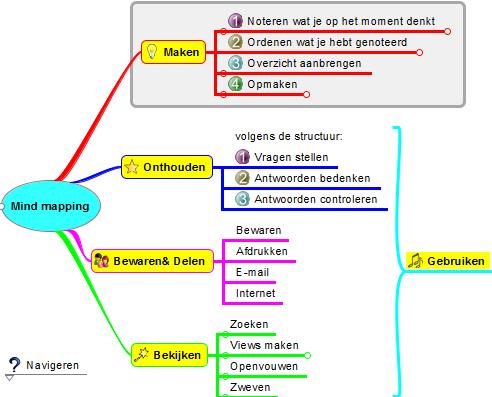 1 Noteren wat je op het moment denkt
2 Ordenen wat je hebt genoteerd
Maken
3 Overzicht aanbrengen
4 Opmaken
volgens de structuur:
1 Vragen stellen
Onthouden
2 Antwoorden bedenken
3 Antwoorden controleren
Mind mapping
Bewaren
Afdrukken
Bewaren& Delen
E-mail
Internet
Gebruiken
Zoeken
Views maken
Bekijken
Openvouwen
Zweven
? Navigeren